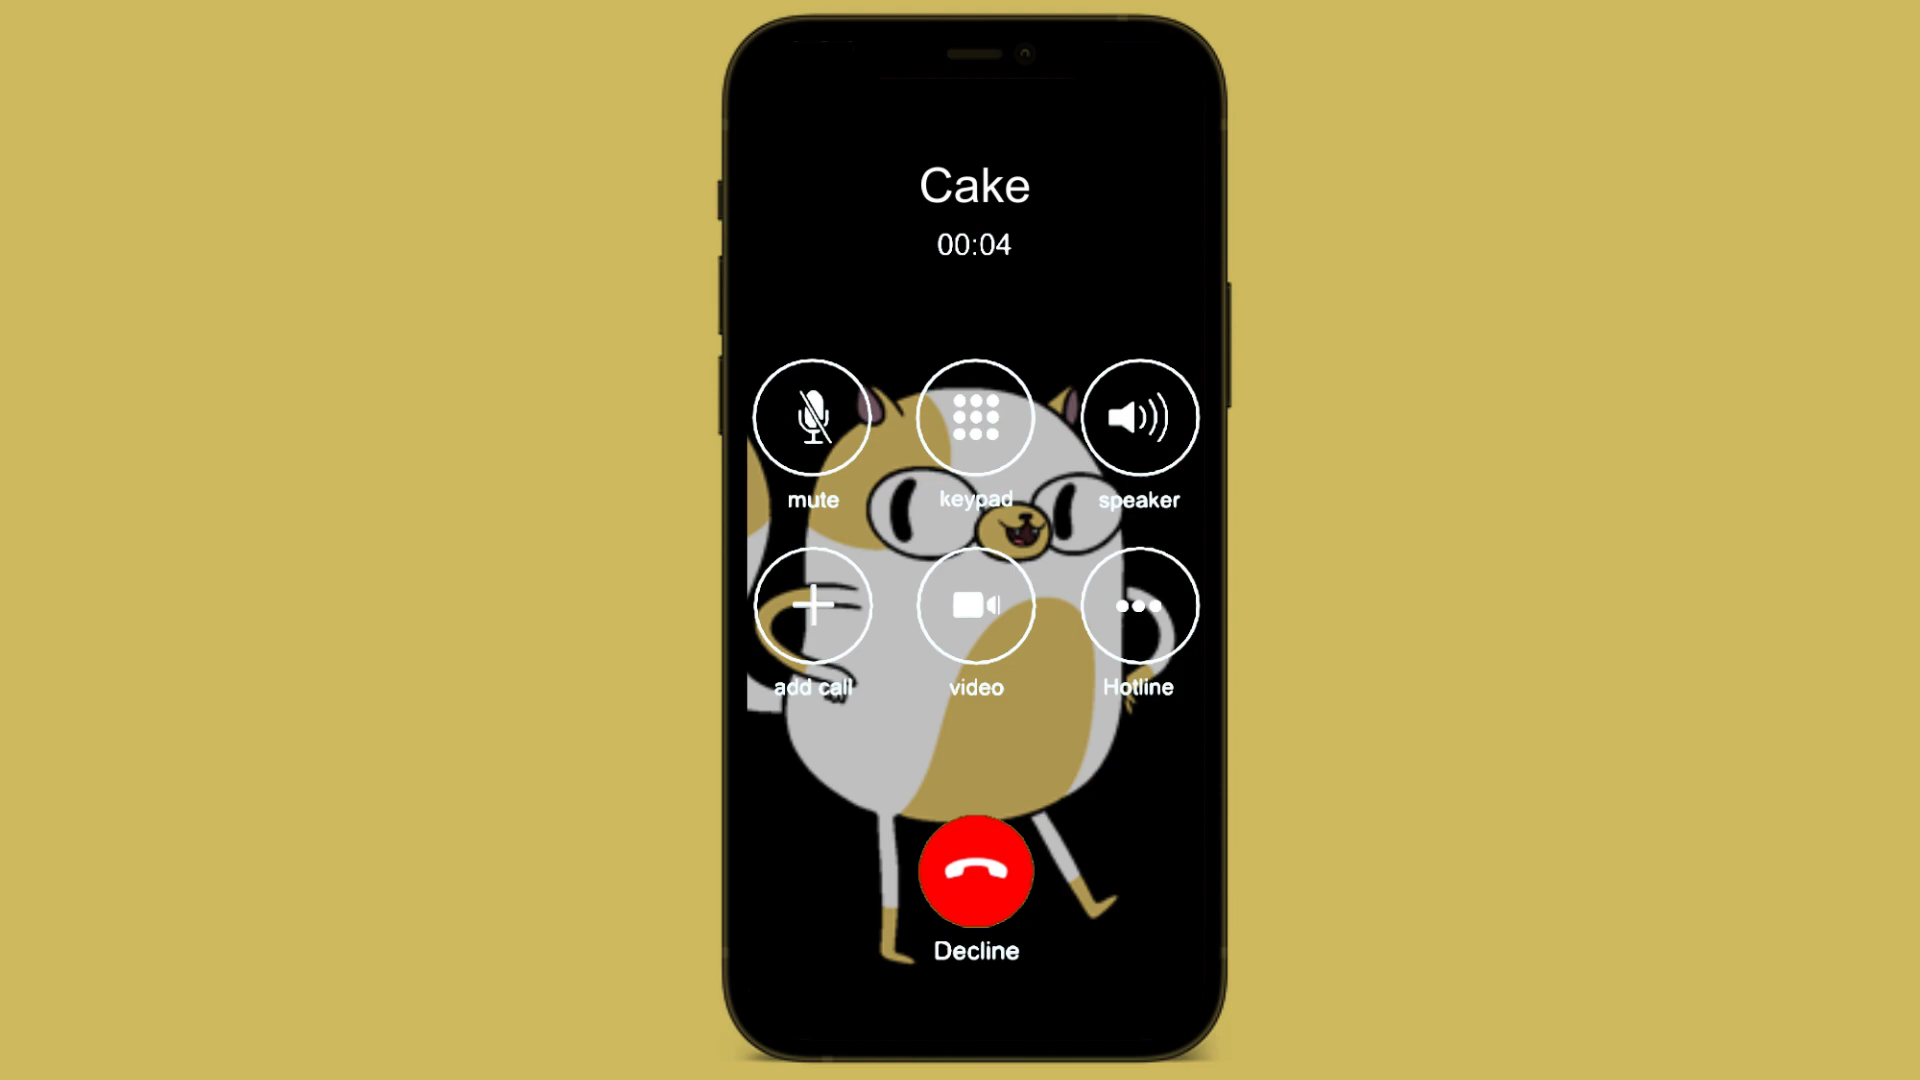 Cake
00:04
mute
keypad
speaker
add call
video
Hotline
Decline